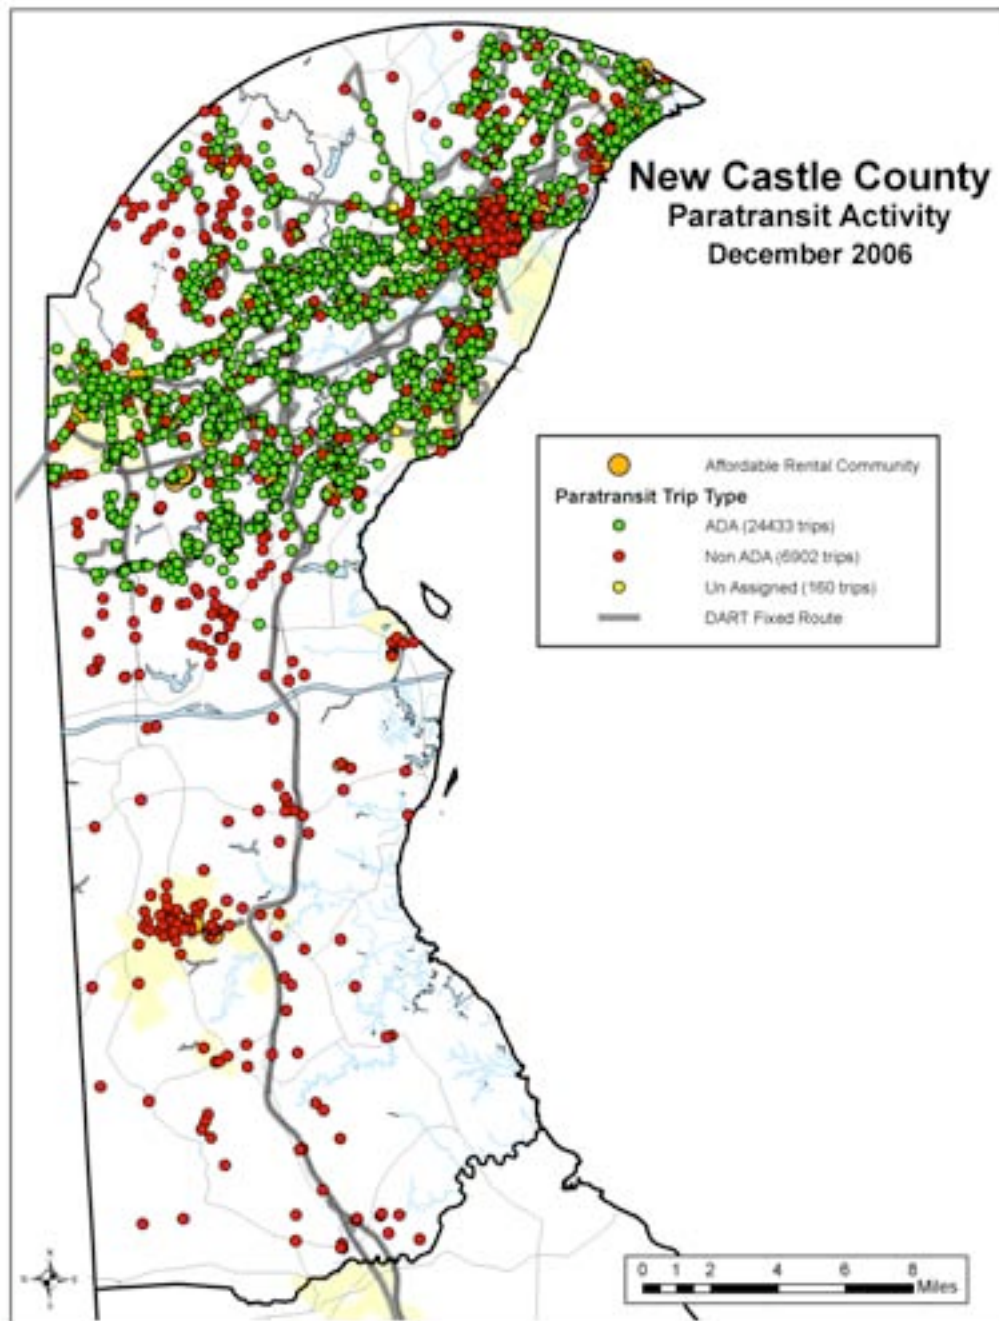 New Castle County
Paratransit Activity
December 2006
Affordable Rental Community
Paratransit Trip Type
ADA (24433 trips)
Non ADA (6902 trips)
Un Assigned (160 trips)
DART Fixed Route
0 1 2 4 6 8
Miles